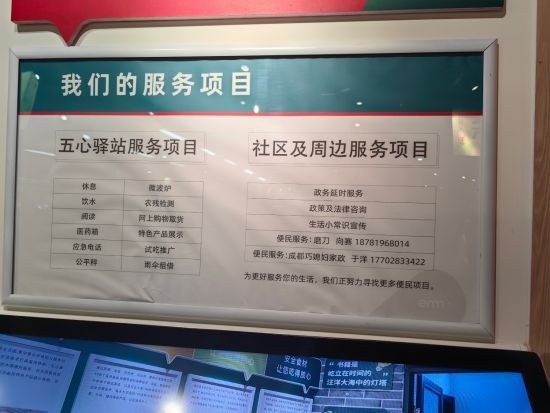 我们的服务项目
五心驿站服务项目
休息 微波炉
饮水 农残检测
阅读 网上购物取货
医药箱 特色产品展示
应急电话 试吃推广
公平秤 雨伞租借
社区及周边服务项目
政务延时服务
政策及法律咨询
生活小常识宣传
便民服务：磨刀 向赛 18781968014
便民服务：成都巧媳妇家政 于洋 17702833422
为更好服务您的生活，我们正努力寻找更多便民项目。
安全食材
让您吃得放心
书籍是
屹立在时间的
汪洋大海中的灯塔